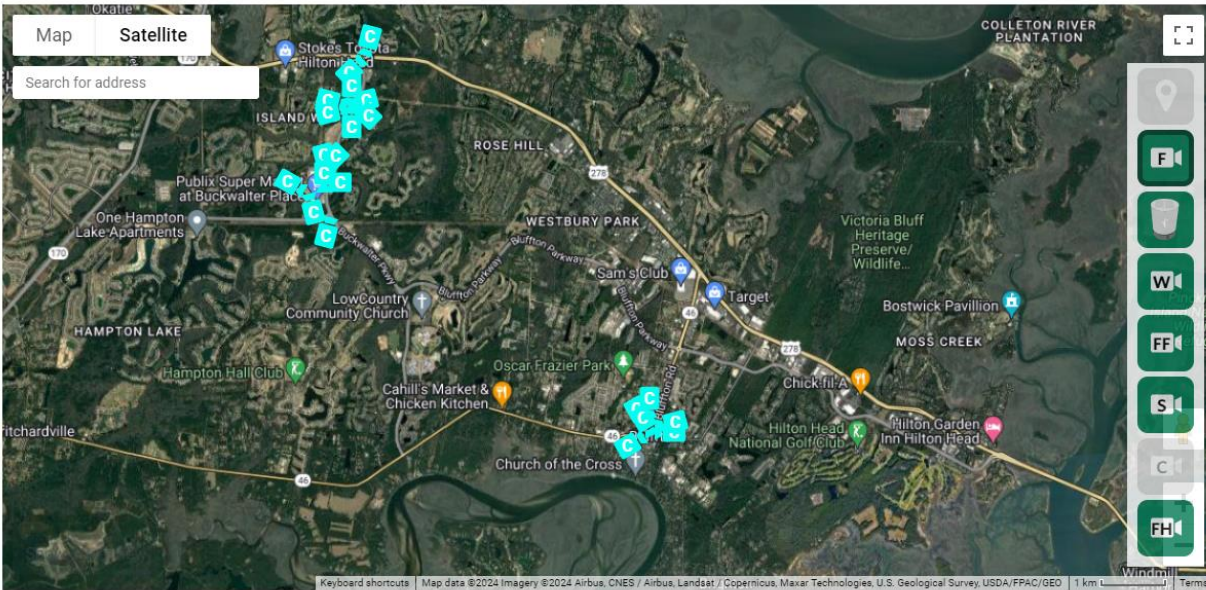 Okatie
Map Satellite
Search for address
170
Stokes Toyota
Hilton Head
COLLETON RIVER
PLANTATION
C
C
C
C
C
C
C
C
ISLAND W
ROSE HILL
278
F
C
C
C
C
Publix Super M
at Buckwalter Place
C
C
One Hampton
Lake Apartments
170
Buckwalter Pkwy
Bluffton Parkway
Bluffton Parkway
WESTBURY PARK
Victoria Bluff
Heritage
Preserve/
Wildlife...
Sam's Club
Target
46
Bluffton Parkway
W
LowCountry
Community Church
Bostwick Pavillion
HAMPTON LAKE
278
MOSS CREEK
FF
Hampton Hall Club
Oscar Frazier Park
Chick-fil-A
Cahill's Market &
Chicken Kitchen
Bluffton Rd
S
C
C
C
C
C
Fritchardville
46
Hilton Head
National Golf Club
Hilton Garden
Inn Hilton Head
Church of the Cross
C
46
FH
Windmill
Keyboard shortcuts Map data ©2024 Imagery ©2024 Airbus, CNES / Airbus, Landsat / Copernicus, Maxar Technologies, U.S. Geological Survey, USDA/FPAC/GEO 1 km Terms